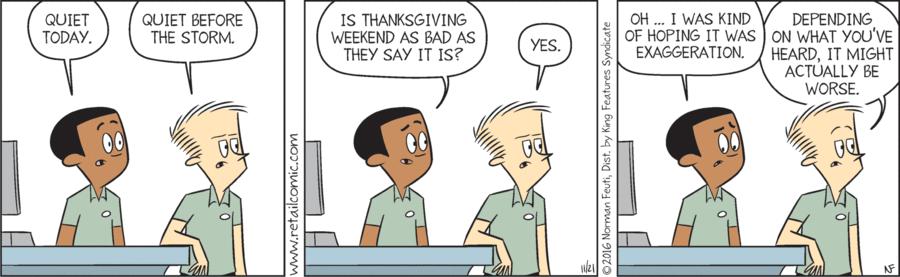 QUIET
TODAY.
QUIET BEFORE
THE STORM.
www.retailcomic.com
IS THANKSGIVING
WEEKEND AS BAD AS
THEY SAY IT IS?
YES.
11/21
© 2016 Norman Feuti, Dist. by King Features Syndicate
OH ... I WAS KIND
OF HOPING IT WAS
EXAGGERATION.
DEPENDING
ON WHAT YOU'VE
HEARD, IT MIGHT
ACTUALLY BE
WORSE.
NF